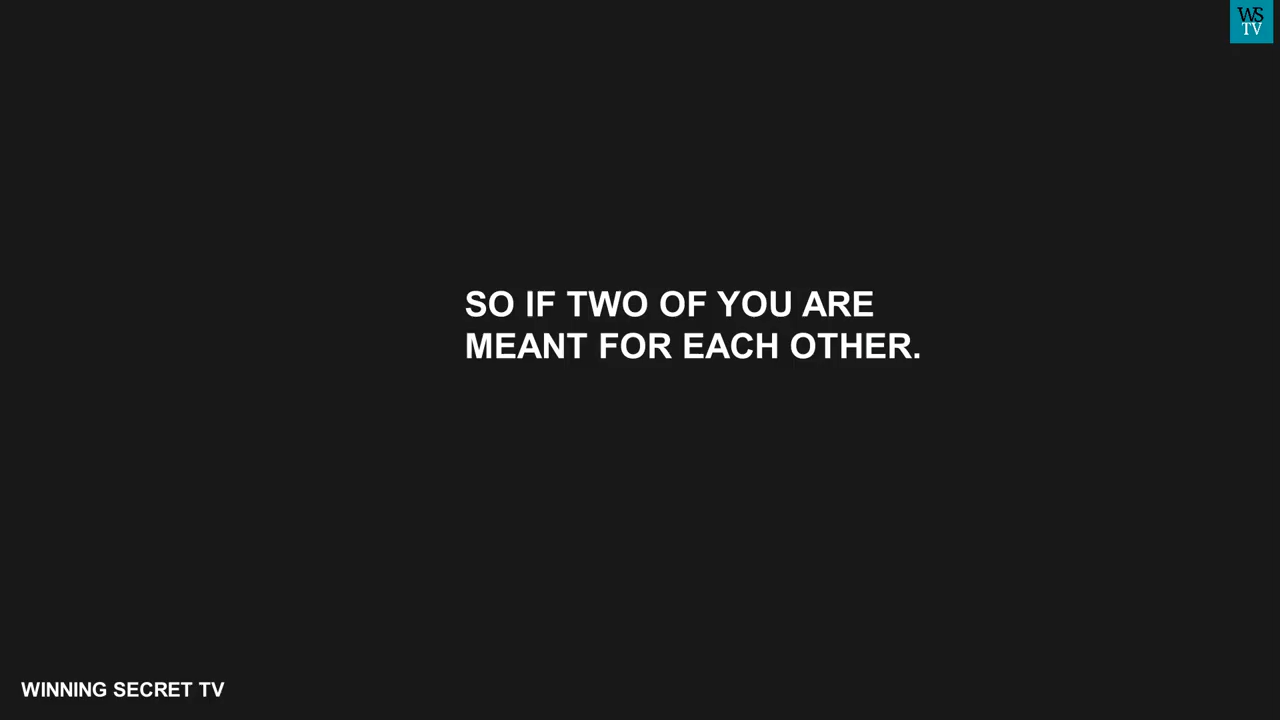 WS
TV
SO IF TWO OF YOU ARE
MEANT FOR EACH OTHER.
WINNING SECRET TV